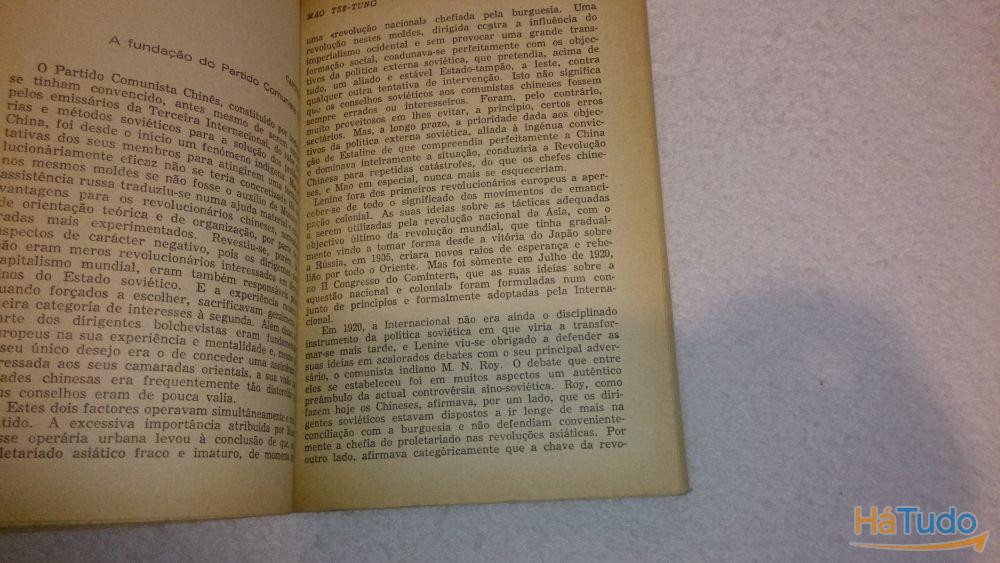 A fundação do Partido Comunista
O Partido Comunista Chinês, constituído por
se tinham convencido, antes mesmo de serem
pelos emissários da Terceira Internacional, do valor
rias e métodos soviéticos para a solução dos
China, foi desde o início um fenómeno indígena.
tativas dos seus membros para atingirem uma
lucionàriamente eficaz não se teria concretizado
nos mesmos moldes se não fosse o auxílio de
assistência russa traduziu-se numa ajuda material e
vantagens para os revolucionários chineses,
de orientação teórica e de organização, por parte
radas mais experimentados. Revestiu-se, porém,
aspectos de carácter negativo, pois os dirigentes
não eram meros revolucionários interessados em
capitalismo mundial, eram também responsáveis
inos do Estado soviético. E a experiência
quando forçados a escolher, sacrificavam geralmente
eira categoria de interesses à segunda. Além disso,
arte dos dirigentes bolchevistas eram
uropeus na sua experiência e mentalidade e,
seu único desejo era o de conceder uma assistência
ressada aos seus camaradas orientais, a sua visão
ades chinesas era frequentemente tão distorcida
us conselhos eram de pouca valia.
Estes dois factores operavam simultâneamente e
tido. A excessiva importância atribuída por
sse operária urbana levou à conclusão de que,
letariado asiático fraco e imaturo, de momento
MAO TSE-TUNG
uma «revolução nacional» chefiada pela burguesia. Uma
revolução nestes moldes, dirigida contra a influência do
imperialismo ocidental e sem provocar uma grande trans-
formação social, coadunava-se perfeitamente com os objec-
tivos da política externa soviética, que pretendia, acima de
tudo, um aliado e estável Estado-tampão, a leste, contra
qualquer outra tentativa de intervenção. Isto não significa
que os conselhos soviéticos aos comunistas chineses fossem
sempre errados ou interesseiros. Foram, pelo contrário,
muito proveitosos em lhes evitar, a princípio, certos erros
sectários. Mas, a longo prazo, a prioridade dada aos objec-
tivos da política externa soviética, aliada à ingénua convic-
ção de Estaline de que compreendia perfeitamente a China
e dominava inteiramente a situação, conduziria a Revolução
Chinesa para repetidas catástrofes, do que os chefes chine-
ses, e Mao em especial, nunca mais se esqueceriam.
Lenine fora dos primeiros revolucionários europeus a aper-
ceber-se de todo o significado dos movimentos de emanci-
pação colonial. As suas ideias sobre as tácticas adequadas
a serem utilizadas pela revolução nacional da Ásia, com o
objectivo último da revolução mundial, que tinha gradual-
mente vindo a tomar forma desde a vitória do Japão sobre
a Rússia, em 1905, criara novos raios de esperança e rebe-
lião por todo o Oriente. Mas foi sòmente em Julho de 1920,
no II Congresso do Comintern, que as suas ideias sobre a
«questão nacional e colonial» foram formuladas num con-
junto de princípios e formalmente adoptadas pela Interna-
cional.
Em 1920, a Internacional não era ainda o disciplinado
instrumento da política soviética em que viria a transfor-
mar-se mais tarde, e Lenine viu-se obrigado a defender as
suas ideias em acalorados debates com o seu principal adver-
sário, o comunista indiano M. N. Roy. O debate que entre
eles se estabeleceu foi em muitos aspectos um autêntico
preâmbulo da actual controvérsia sino-soviética. Roy, como
fazem hoje os Chineses, afirmava, por um lado, que os diri-
gentes soviéticos estavam dispostos a ir longe de mais na
conciliação com a burguesia e não defendiam conveniente-
mente a chefia do proletariado nas revoluções asiáticas. Por
outro lado, afirmava categòricamente que a chave da revo-
HáTudo